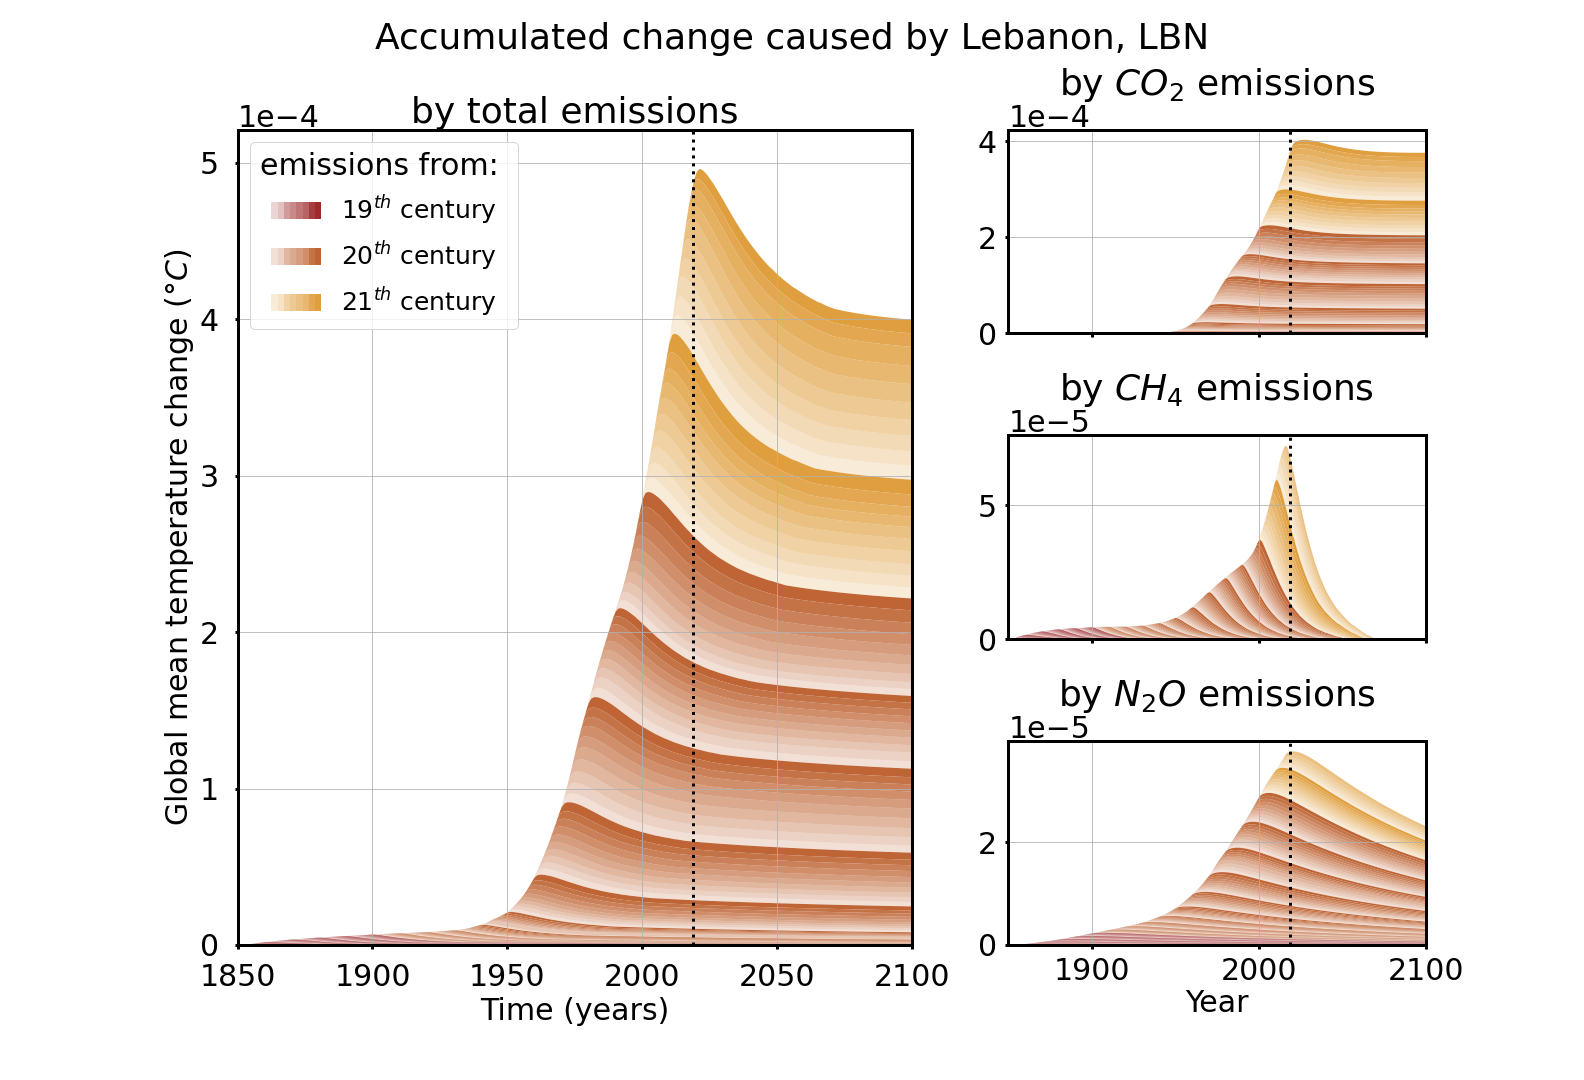 Accumulated change caused by Lebanon, LBN
by total emissions
1e−4
5
4
3
2
1
0
Global mean temperature change (°C)
emissions from:
19th century
20th century
21th century
1850 1900 1950 2000 2050 2100
Time (years)
by CO2 emissions
1e−4
4
2
0
by CH4 emissions
1e−5
5
0
by N2O emissions
1e−5
2
0
1900 2000 2100
Year